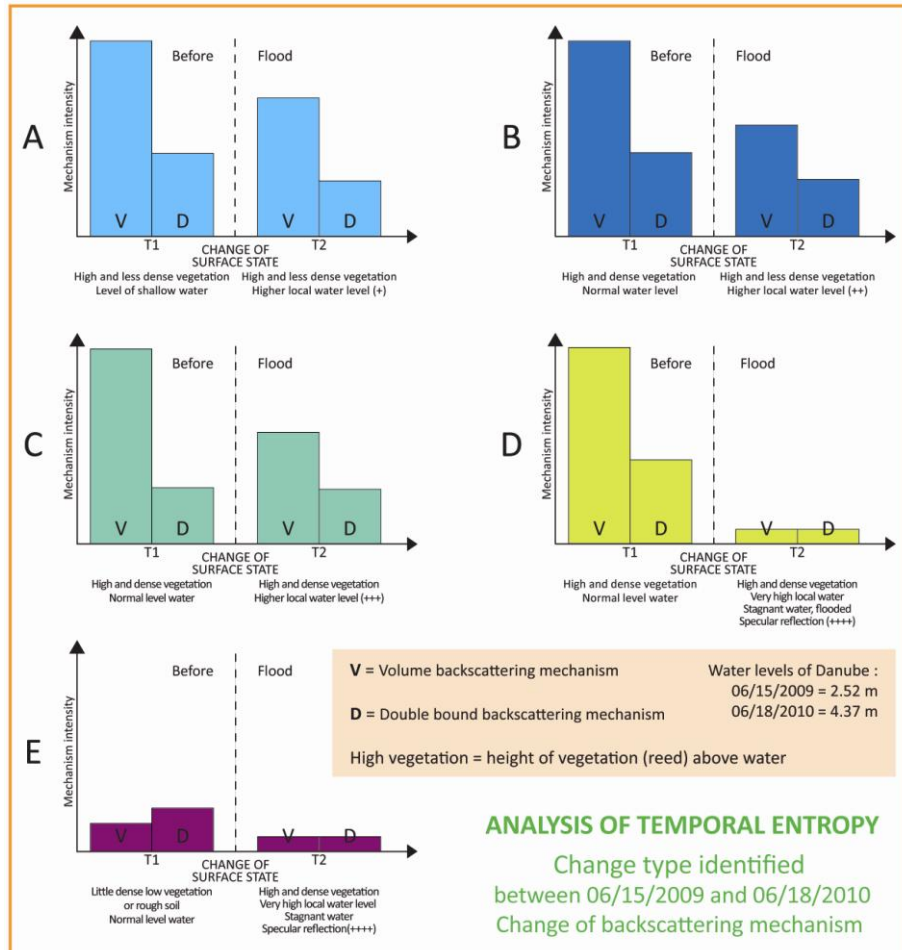 A
Mechanism intensity
Before
Flood
V
D
V
D
T1
CHANGE OF
SURFACE STATE
T2
High and less dense vegetation
Level of shallow water
High and less dense vegetation
Higher local water level (+)
B
Mechanism intensity
Before
Flood
V
D
V
D
T1
CHANGE OF
SURFACE STATE
T2
High and dense vegetation
Normal water level
High and less dense vegetation
Higher local water level (++)
C
Mechanism intensity
Before
Flood
V
D
V
D
T1
CHANGE OF
SURFACE STATE
T2
High and dense vegetation
Normal level water
High and dense vegetation
Higher local water level (+++)
D
Mechanism intensity
Before
Flood
V
D
V
D
T1
CHANGE OF
SURFACE STATE
T2
High and dense vegetation
Normal level water
High and dense vegetation
Very high local water
Stagnant water, flooded
Specular reflection (++++)
E
Mechanism intensity
Before
Flood
V
D
V
D
T1
CHANGE OF
SURFACE STATE
T2
Little dense low vegetation
or rough soil
Normal level water
High and dense vegetation
Very high local water level
Stagnant water
Specular reflection(++++)
V = Volume backscattering mechanism
D = Double bound backscattering mechanism
High vegetation = height of vegetation (reed) above water
Water levels of Danube :
06/15/2009 = 2.52 m
06/18/2010 = 4.37 m
ANALYSIS OF TEMPORAL ENTROPY
Change type identified
between 06/15/2009 and 06/18/2010
Change of backscattering mechanism